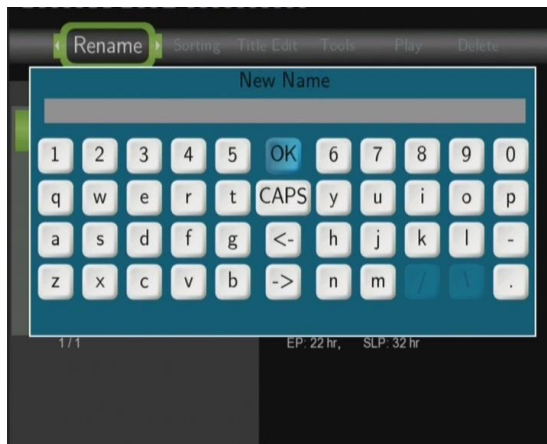 Rename Sorting Title Edit Tools Play Delete
New Name
1 2 3 4 5 OK 6 7 8 9 0
q w e r t CAPS y u i o p
a s d f g <- h j k l -
z x c v b -> n m / \ .
1/1 EP: 22 hr, SLP: 32 hr